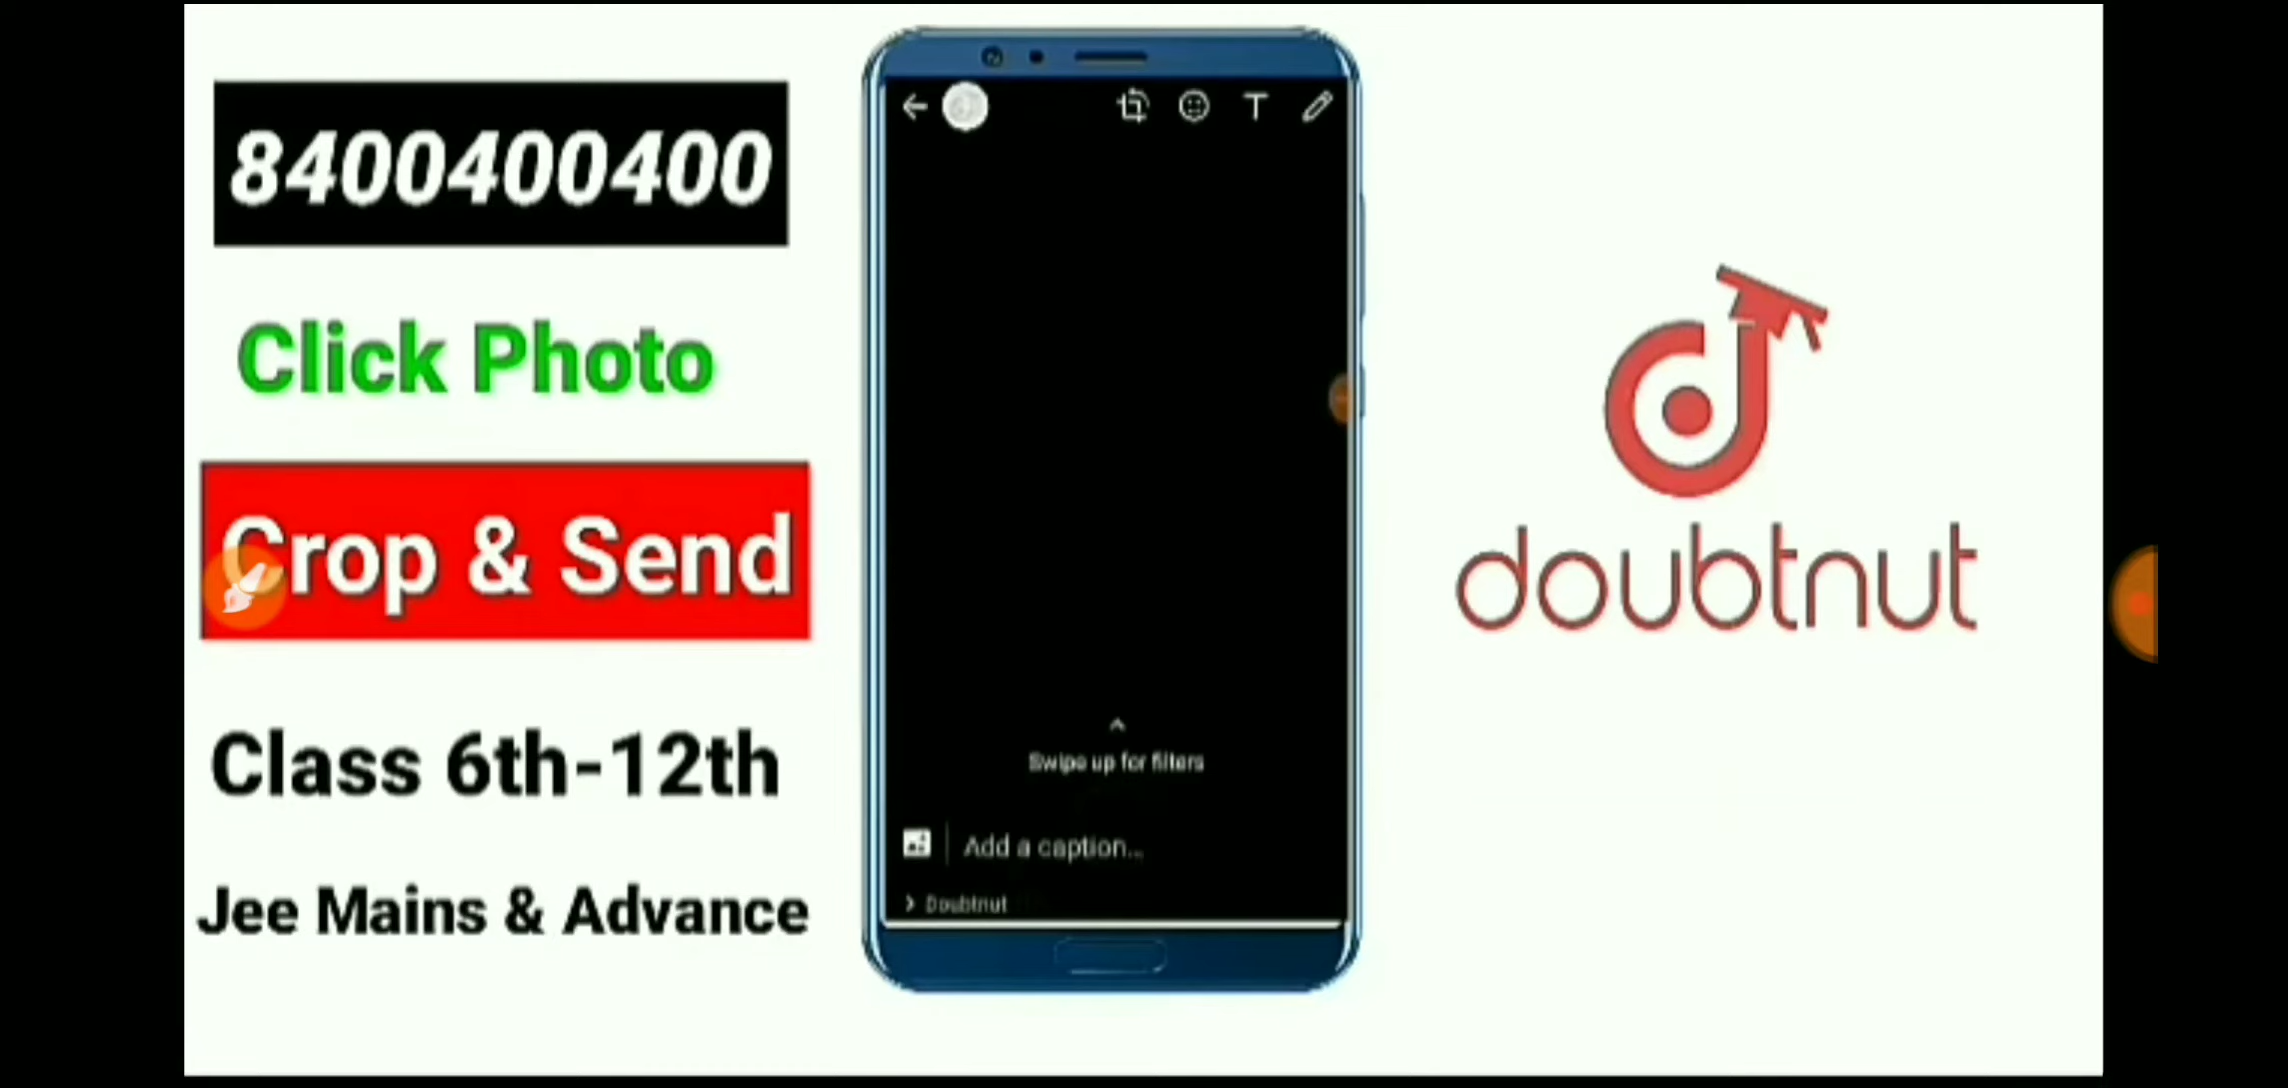 8400400400
Click Photo
Crop & Send
Class 6th-12th
Jee Mains & Advance
T
Swipe up for filters
Add a caption...
> Doubtnut
doubtnut